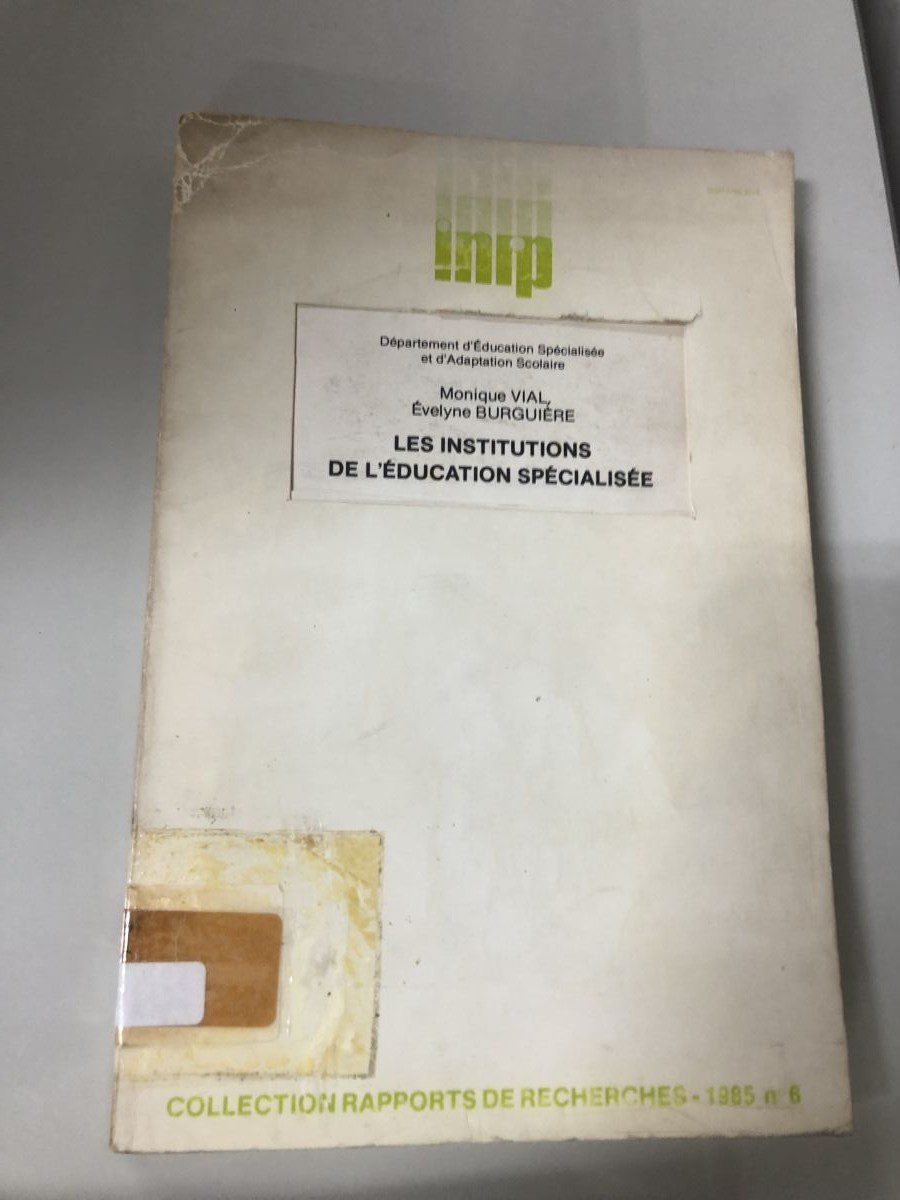 inrp
Département d'Éducation Spécialisée
et d'Adaptation Scolaire
Monique VIAL,
Évelyne BURGUIÈRE
LES INSTITUTIONS
DE L'ÉDUCATION SPÉCIALISÉE
COLLECTION RAPPORTS DE RECHERCHES - 1985 n° 6